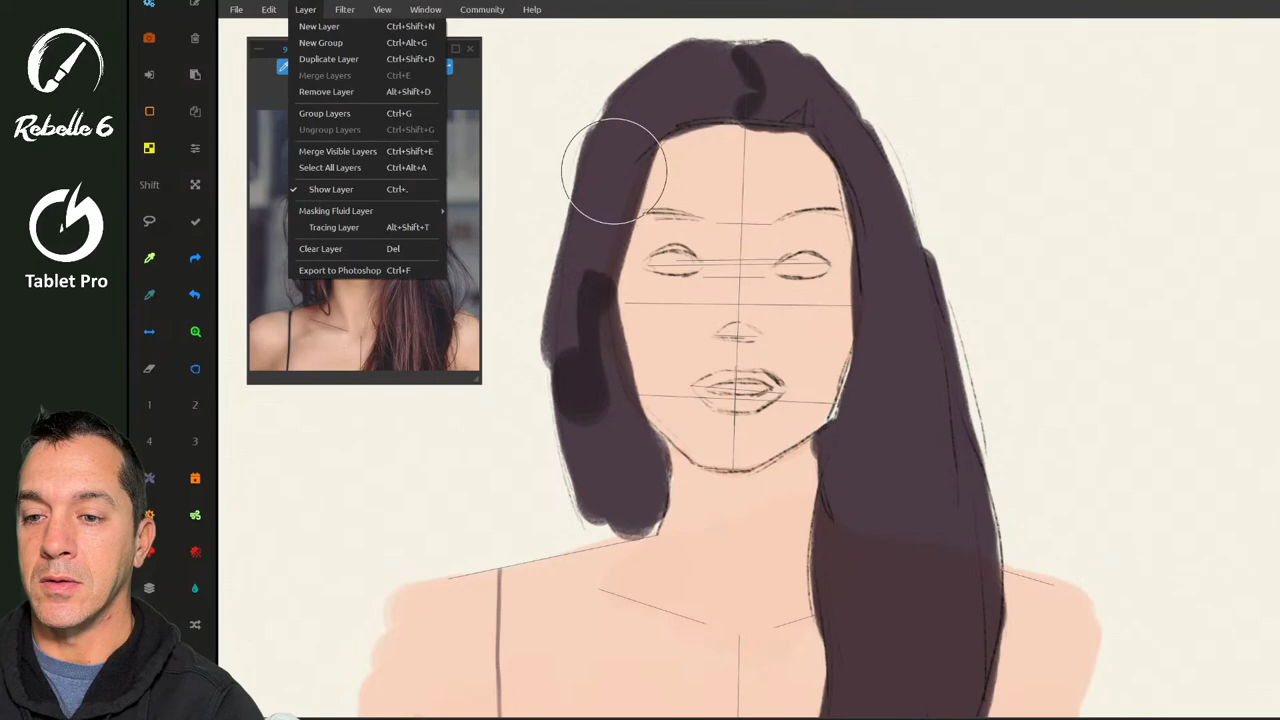 Rebelle 6
Tablet Pro
Shift
1 2
4 3
File Edit Layer Filter View Window Community Help
9
New Layer Ctrl+Shift+N
New Group Ctrl+Alt+G
Duplicate Layer Ctrl+Shift+D
Merge Layers Ctrl+E
Remove Layer Alt+Shift+D
Group Layers Ctrl+G
Ungroup Layers Ctrl+Shift+G
Merge Visible Layers Ctrl+Shift+E
Select All Layers Ctrl+Alt+A
Show Layer Ctrl+.
Masking Fluid Layer
Tracing Layer Alt+Shift+T
Clear Layer Del
Export to Photoshop Ctrl+F